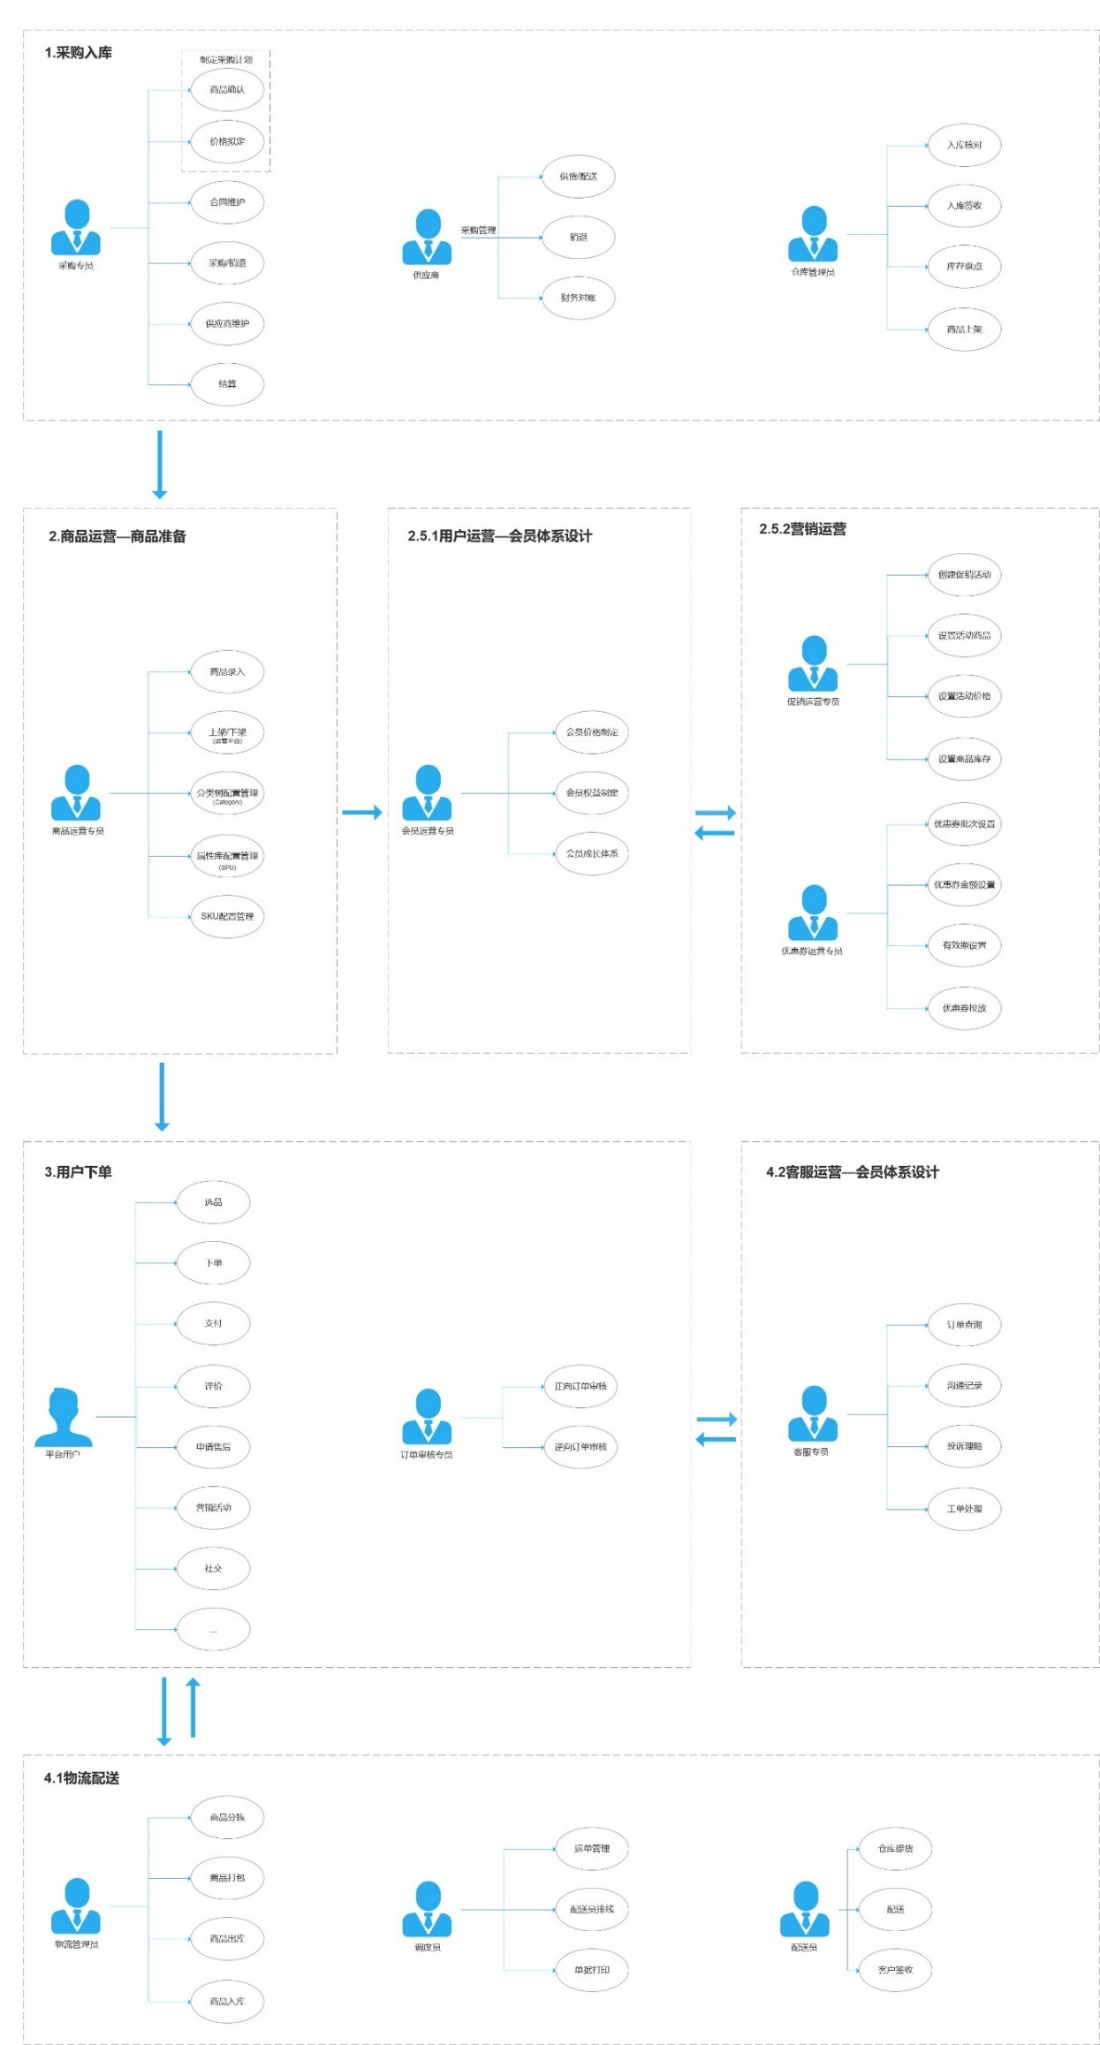 1.采购入库
制定采购计划
商品确认
价格拟定
合同维护
采购/销退
供应商维护
结算
采购专员
采购管理
供应商
供货/配送
销退
财务对账
仓库管理员
入库核对
入库签收
库存盘点
商品上架
2.商品运营—商品准备
商品录入
上架/下架
(运营平台)
分类树配置管理
(Category)
属性库配置管理
(SPU)
SKU配置管理
商品运营专员
2.5.1用户运营—会员体系设计
会员价格制定
会员权益制定
会员成长体系
会员运营专员
2.5.2营销运营
创建促销活动
设置活动商品
设置活动价格
设置商品库存
促销运营专员
优惠券批次设置
优惠券金额设置
有效期设置
优惠券投放
优惠券运营专员
3.用户下单
选品
下单
支付
评价
申请售后
营销活动
社交
...
平台用户
正向订单审核
逆向订单审核
订单审核专员
4.2客服运营—会员体系设计
订单查询
沟通记录
投诉理赔
工单处理
客服专员
4.1物流配送
商品分拣
商品打包
商品出库
商品入库
物流管理员
运单管理
配送员排线
单据打印
调度员
仓库提货
配送
客户签收
配送员